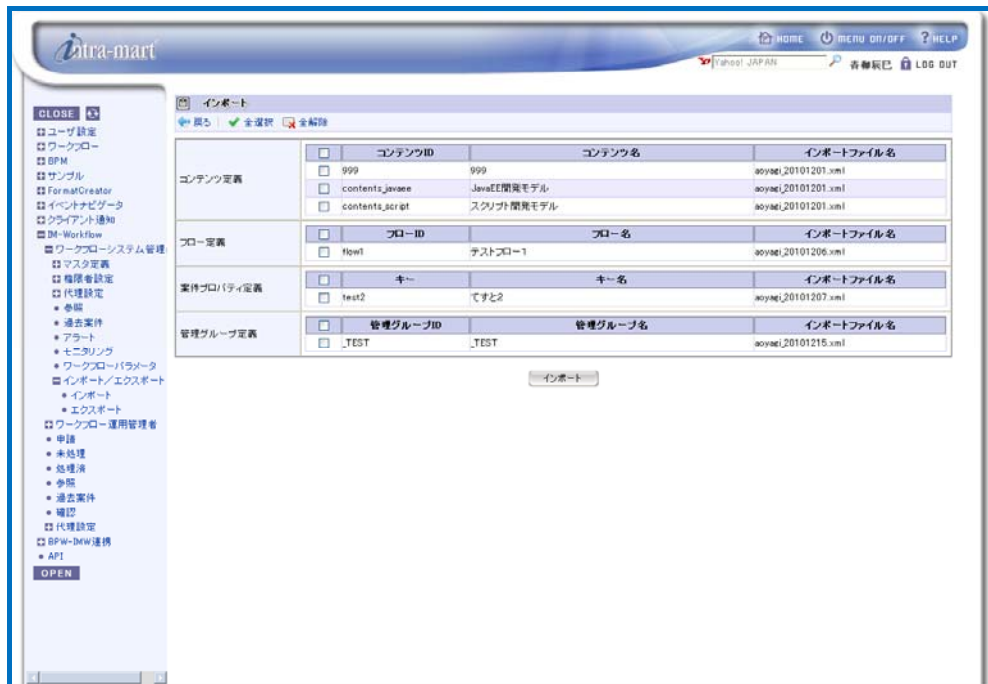 intra-mart
HOME MENU ON/OFF ? HELP
Yahoo! JAPAN 青柳辰巳 LOG OUT
CLOSE
ユーザ設定
ワークフロー
BPM
サンプル
FormatCreator
イベントナビゲータ
クライアント通知
IM-Workflow
ワークフローシステム管理
マスタ定義
権限者設定
代理設定
参照
過去案件
アラート
モニタリング
ワークフローパラメータ
インポート/エクスポート
インポート
エクスポート
ワークフロー運用管理者
申請
未処理
処理済
参照
過去案件
確認
代理設定
BPW-IMW連携
API
OPEN
インポート
戻る 全選択 全解除
コンテンツ定義
コンテンツID コンテンツ名 インポートファイル名
999 999 aoyagi_20101201.xml
contents_javaee JavaEE開発モデル aoyagi_20101201.xml
contents_script スクリプト開発モデル aoyagi_20101201.xml
フロー定義
フローID フロー名 インポートファイル名
flow1 テストフロー1 aoyagi_20101206.xml
案件プロパティ定義
キー キー名 インポートファイル名
test2 てすと2 aoyagi_20101207.xml
管理グループ定義
管理グループID 管理グループ名 インポートファイル名
_TEST _TEST aoyagi_20101215.xml
インポート